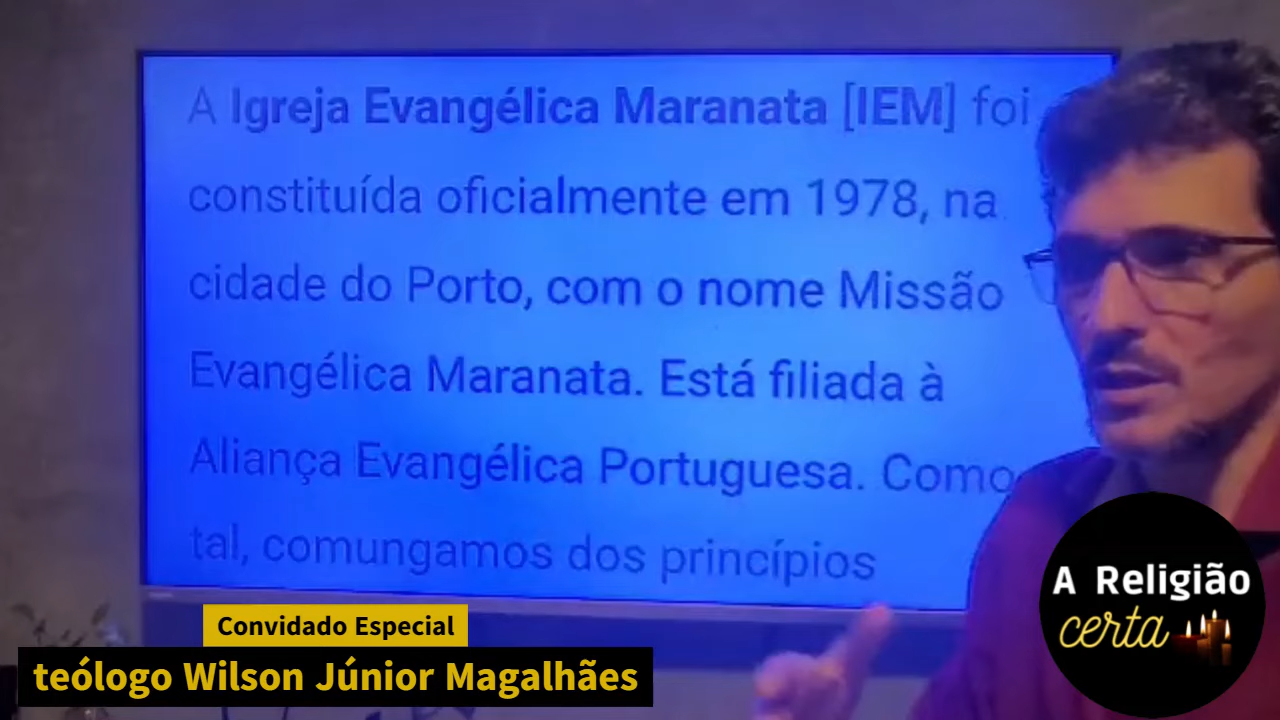 A Igreja Evangélica Maranata [IEM] foi
constituída oficialmente em 1978, na
cidade do Porto, com o nome Missão
Evangélica Maranata. Está filiada à
Aliança Evangélica Portuguesa. Como
tal, comungamos dos princípios
Convidado Especial
teólogo Wilson Júnior Magalhães
A Religião
certa